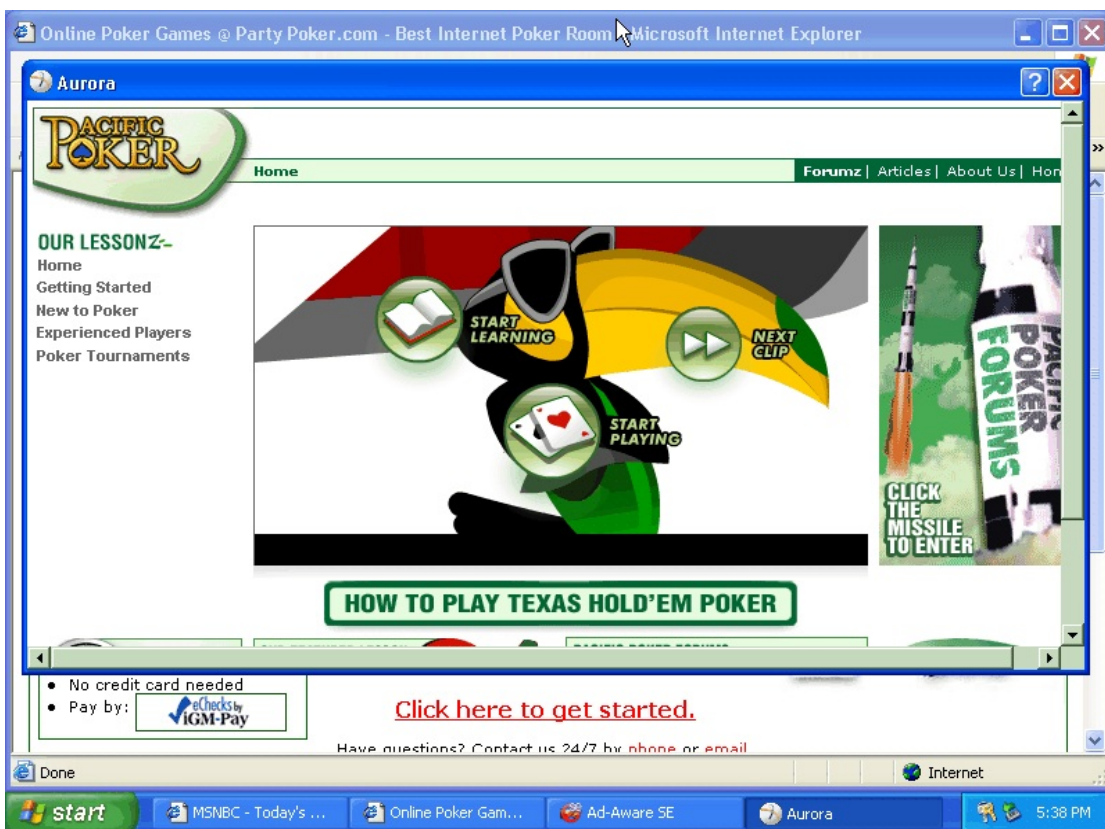 Online Poker Games @ Party Poker.com - Best Internet Poker Room - Microsoft Internet Explorer
Aurora
PACIFIC
POKER
Home
Forumz | Articles | About Us | Hon
OUR LESSONZ
Home
Getting Started
New to Poker
Experienced Players
Poker Tournaments
START
LEARNING
NEXT
CLIP
START
PLAYING
PACIFIC
POKER
FORUMS
CLICK
THE
MISSILE
TO ENTER
HOW TO PLAY TEXAS HOLD'EM POKER
PACIFIC POKER FORUMS
No credit card needed
Pay by: eChecks by
iGM-Pay
Click here to get started.
Have questions? Contact us 24/7 by phone or email
Done
Internet
start
MSNBC - Today's ...
Online Poker Gam...
Ad-Aware SE
Aurora
5:38 PM